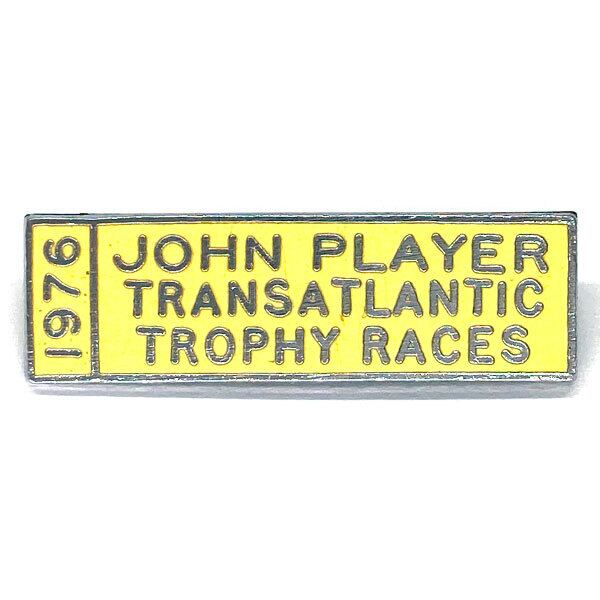 1976
JOHN PLAYER
TRANSATLANTIC
TROPHY RACES